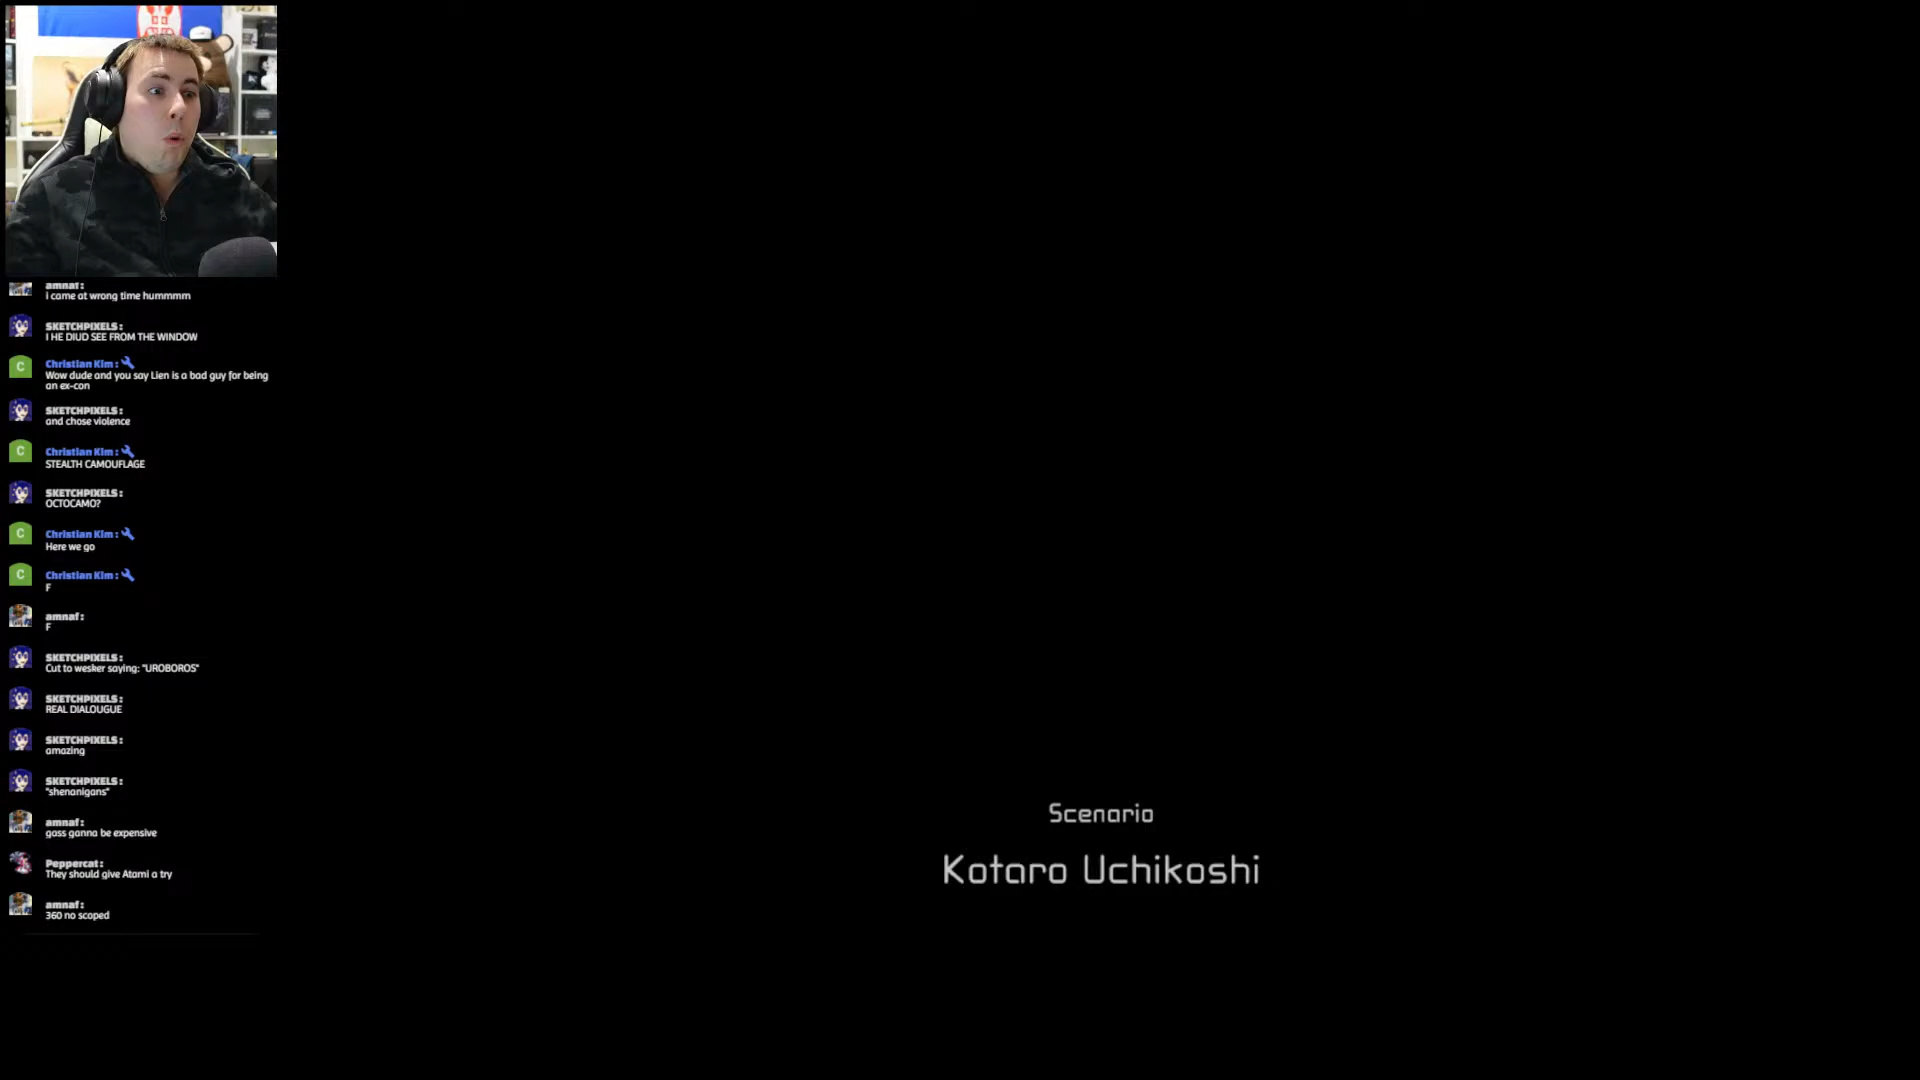 amnaf :
I came at wrong time hummmm
SKETCHPIXELS :
I HE DIUD SEE FROM THE WINDOW
Christian Kim :
Wow dude and you say Lien is a bad guy for being
an ex-con
SKETCHPIXELS :
and chose violence
Christian Kim :
STEALTH CAMOUFLAGE
SKETCHPIXELS :
OCTOCAMO?
Christian Kim :
Here we go
Christian Kim :
F
amnaf :
F
SKETCHPIXELS :
Cut to wesker saying: "UROBOROS"
SKETCHPIXELS :
REAL DIALOUGUE
SKETCHPIXELS :
amazing
SKETCHPIXELS :
"shenanigans"
amnaf :
gass ganna be expensive
Peppercat :
They should give Atami a try
amnaf :
360 no scoped
Scenario
Kotaro Uchikoshi